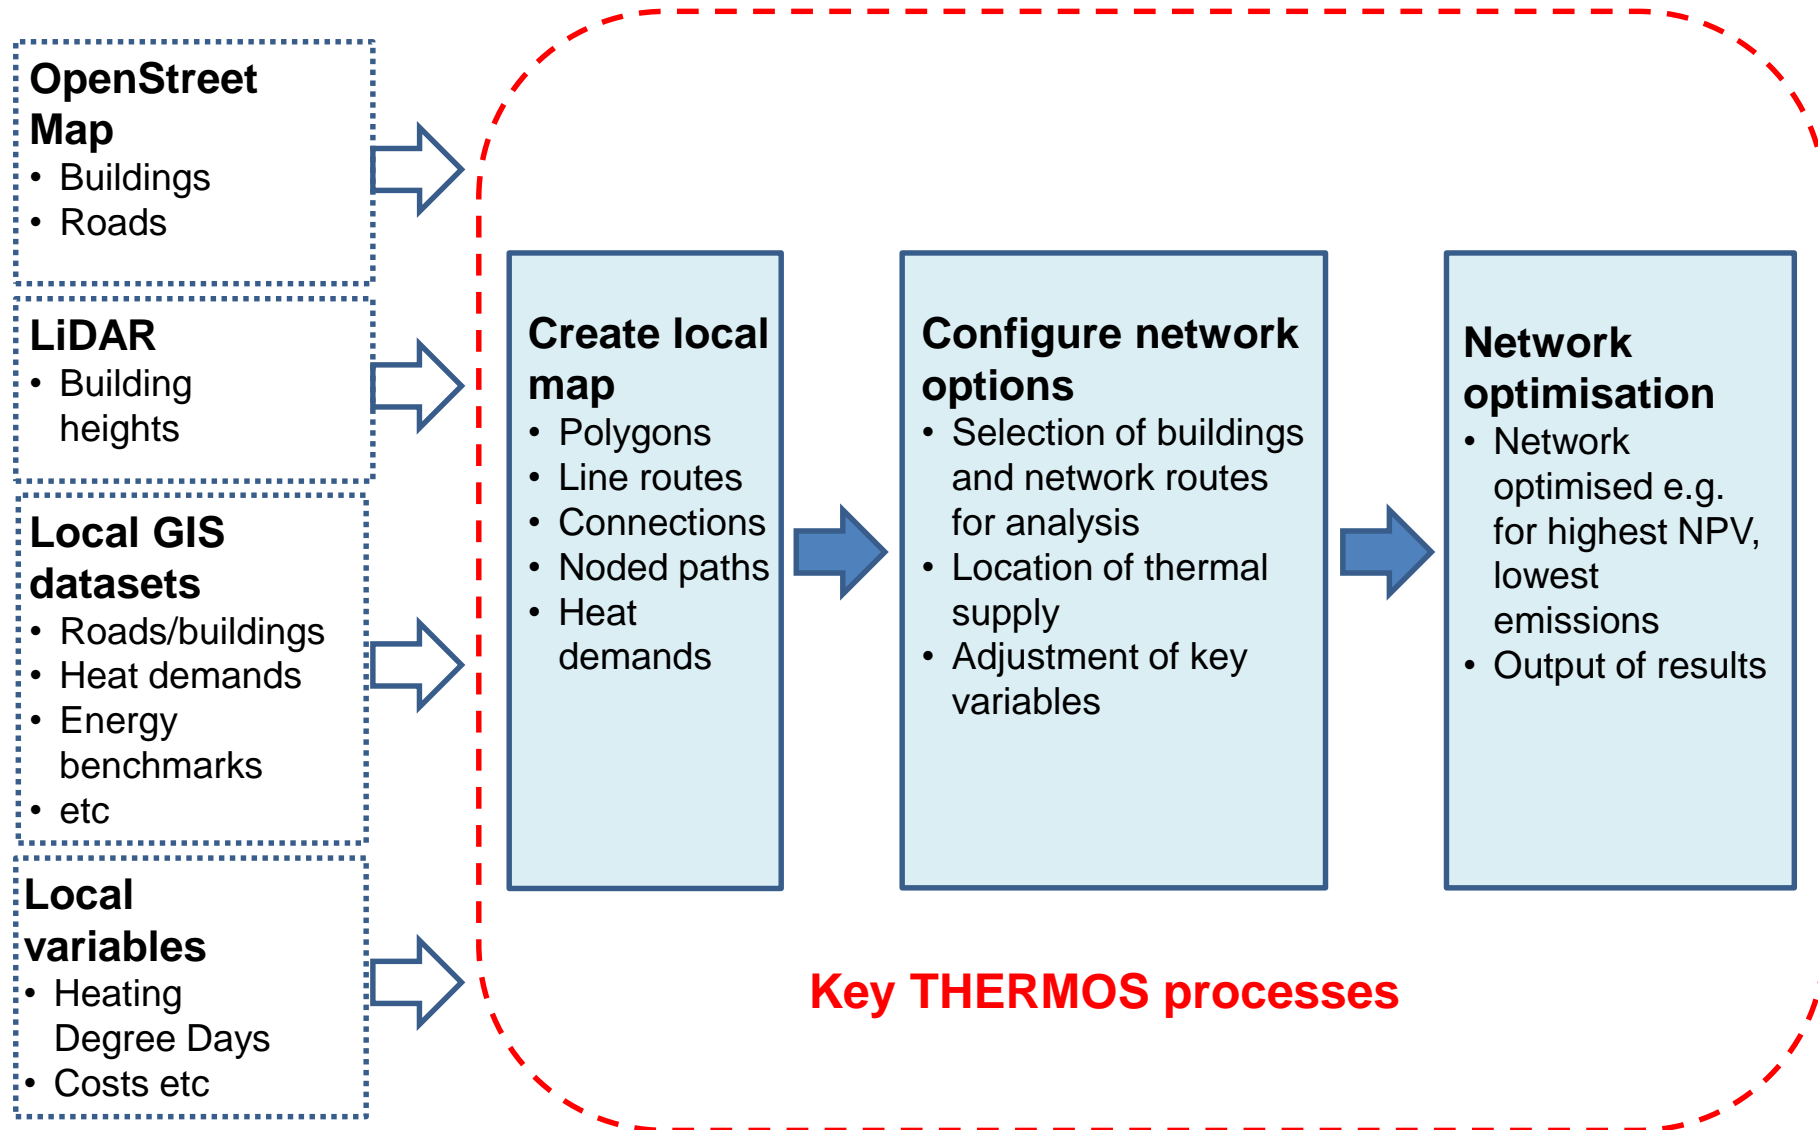 OpenStreet
Map
• Buildings
• Roads
LiDAR
• Building
heights
Local GIS
datasets
• Roads/buildings
• Heat demands
• Energy
benchmarks
• etc
Local
variables
• Heating
Degree Days
• Costs etc
Create local
map
• Polygons
• Line routes
• Connections
• Noded paths
• Heat
demands
Configure network
options
• Selection of buildings
and network routes
for analysis
• Location of thermal
supply
• Adjustment of key
variables
Network
optimisation
• Network
optimised e.g.
for highest NPV,
lowest
emissions
• Output of results
Key THERMOS processes